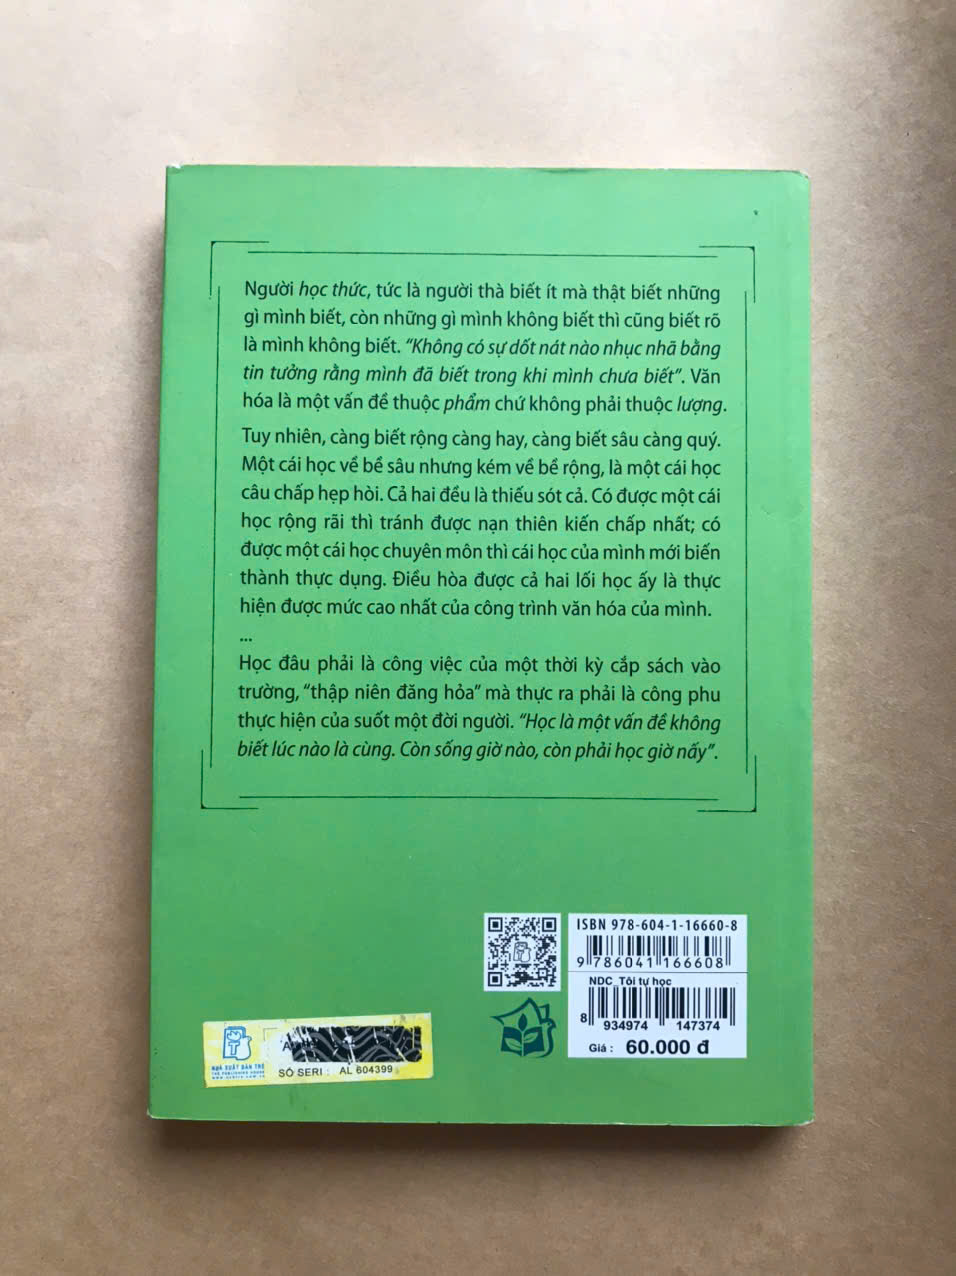 Người học thức, tức là người thà biết ít mà thật biết những
gì mình biết, còn những gì mình không biết thì cũng biết rõ
là mình không biết. “Không có sự dốt nát nào nhục nhã bằng
tin tưởng rằng mình đã biết trong khi mình chưa biết”. Văn
hóa là một vấn đề thuộc phẩm chứ không phải thuộc lượng.
Tuy nhiên, càng biết rộng càng hay, càng biết sâu càng quý.
Một cái học về bề sâu nhưng kém về bề rộng, là một cái học
câu chấp hẹp hòi. Cả hai đều là thiếu sót cả. Có được một cái
học rộng rãi thì tránh được nạn thiên kiến chấp nhất; có
được một cái học chuyên môn thì cái học của mình mới biến
thành thực dụng. Điều hòa được cả hai lối học ấy là thực
hiện được mức cao nhất của công trình văn hóa của mình.
...
Học đâu phải là công việc của một thời kỳ cắp sách vào
trường, “thập niên đăng hỏa” mà thực ra phải là công phu
thực hiện của suốt một đời người. “Học là một vấn đề không
biết lúc nào là cùng. Còn sống giờ nào, còn phải học giờ nấy”.
ISBN 978-604-1-16660-8
9 786041 166608
NDC_Tôi tự học
8 934974 147374
Giá : 60.000 đ
NHÀ XUẤT BẢN TRẺ
TRE PUBLISHING HOUSE
SỐ SERI : AL 604399